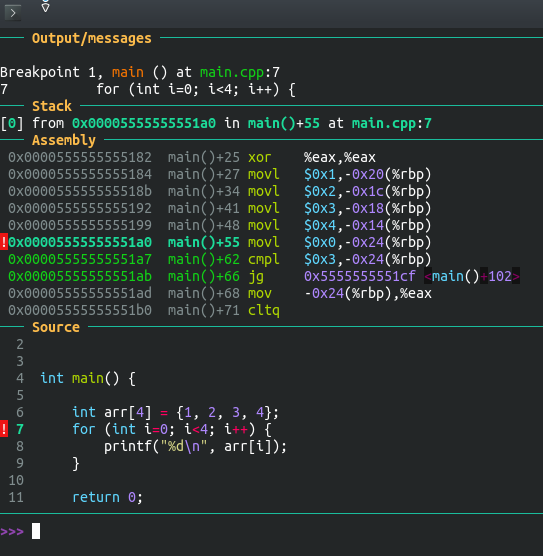 Output/messages
Breakpoint 1, main () at main.cpp:7
7           for (int i=0; i<4; i++) {
Stack
[0] from 0x00005555555551a0 in main()+55 at main.cpp:7
Assembly
0x0000555555555182  main()+25 xor    %eax,%eax
0x0000555555555184  main()+27 movl   $0x1,-0x20(%rbp)
0x000055555555518b  main()+34 movl   $0x2,-0x1c(%rbp)
0x0000555555555192  main()+41 movl   $0x3,-0x18(%rbp)
0x0000555555555199  main()+48 movl   $0x4,-0x14(%rbp)
!0x00005555555551a0  main()+55 movl   $0x0,-0x24(%rbp)
0x00005555555551a7  main()+62 cmpl   $0x3,-0x24(%rbp)
0x00005555555551ab  main()+66 jg     0x5555555551cf <main()+102>
0x00005555555551ad  main()+68 mov    -0x24(%rbp),%eax
0x00005555555551b0  main()+71 cltq
Source
2
3
4  int main() {
5
6      int arr[4] = {1, 2, 3, 4};
! 7      for (int i=0; i<4; i++) {
8          printf("%d\n", arr[i]);
9      }
10
11     return 0;
>>>